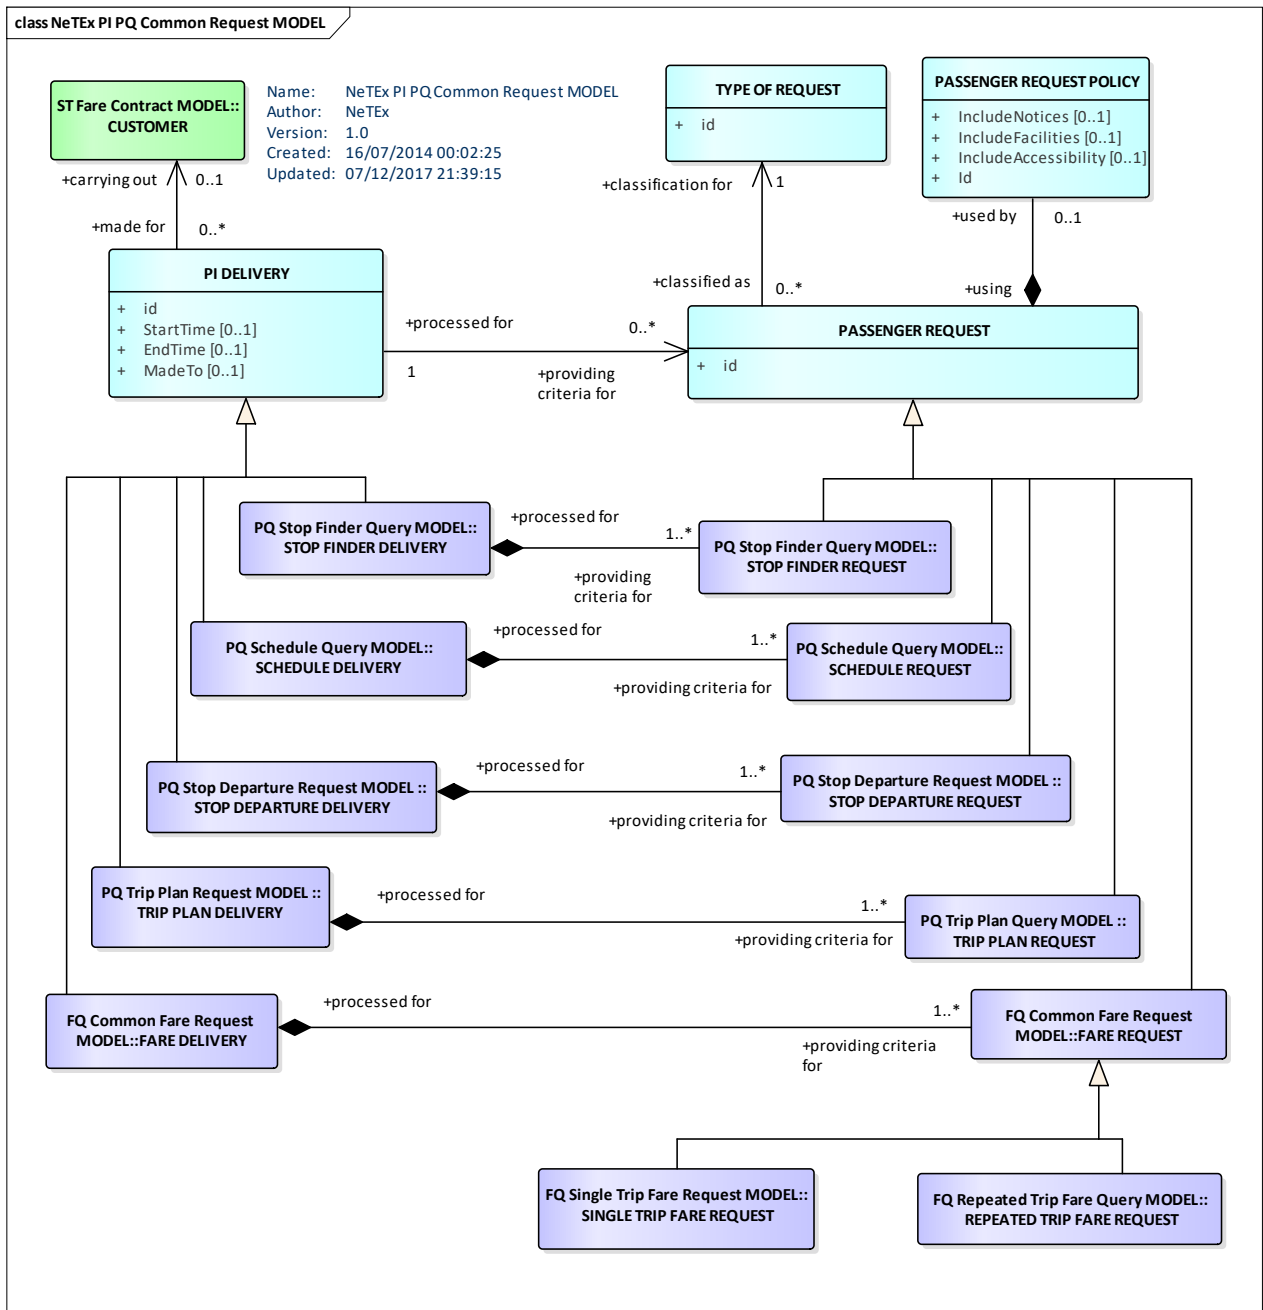 class NeTEx PI PQ Common Request MODEL
ST Fare Contract MODEL::
CUSTOMER
Name: NeTEx PI PQ Common Request MODEL
Author: NeTEx
Version: 1.0
Created: 16/07/2014 00:02:25
Updated: 07/12/2017 21:39:15
TYPE OF REQUEST
+ id
PASSENGER REQUEST POLICY
+ IncludeNotices [0..1]
+ IncludeFacilities [0..1]
+ IncludeAccessibility [0..1]
+ Id
+carrying out
0..1
+classification for
1
+used by
0..1
+made for
0..*
+classified as
0..*
+using
PI DELIVERY
+ id
+ StartTime [0..1]
+ EndTime [0..1]
+ MadeTo [0..1]
+processed for
0..*
1
+providing
criteria for
PASSENGER REQUEST
+ id
PQ Stop Finder Query MODEL::
STOP FINDER DELIVERY
+processed for
1..*
+providing
criteria for
PQ Stop Finder Query MODEL::
STOP FINDER REQUEST
PQ Schedule Query MODEL::
SCHEDULE DELIVERY
+processed for
1..*
+providing criteria for
PQ Schedule Query MODEL::
SCHEDULE REQUEST
PQ Stop Departure Request MODEL ::
STOP DEPARTURE DELIVERY
+processed for
1..*
+providing criteria for
PQ Stop Departure Request MODEL ::
STOP DEPARTURE REQUEST
PQ Trip Plan Request MODEL ::
TRIP PLAN DELIVERY
+processed for
1..*
+providing criteria for
PQ Trip Plan Query MODEL ::
TRIP PLAN REQUEST
FQ Common Fare Request
MODEL::FARE DELIVERY
+processed for
1..*
+providing criteria
for
FQ Common Fare Request
MODEL::FARE REQUEST
FQ Single Trip Fare Request MODEL::
SINGLE TRIP FARE REQUEST
FQ Repeated Trip Fare Query MODEL::
REPEATED TRIP FARE REQUEST